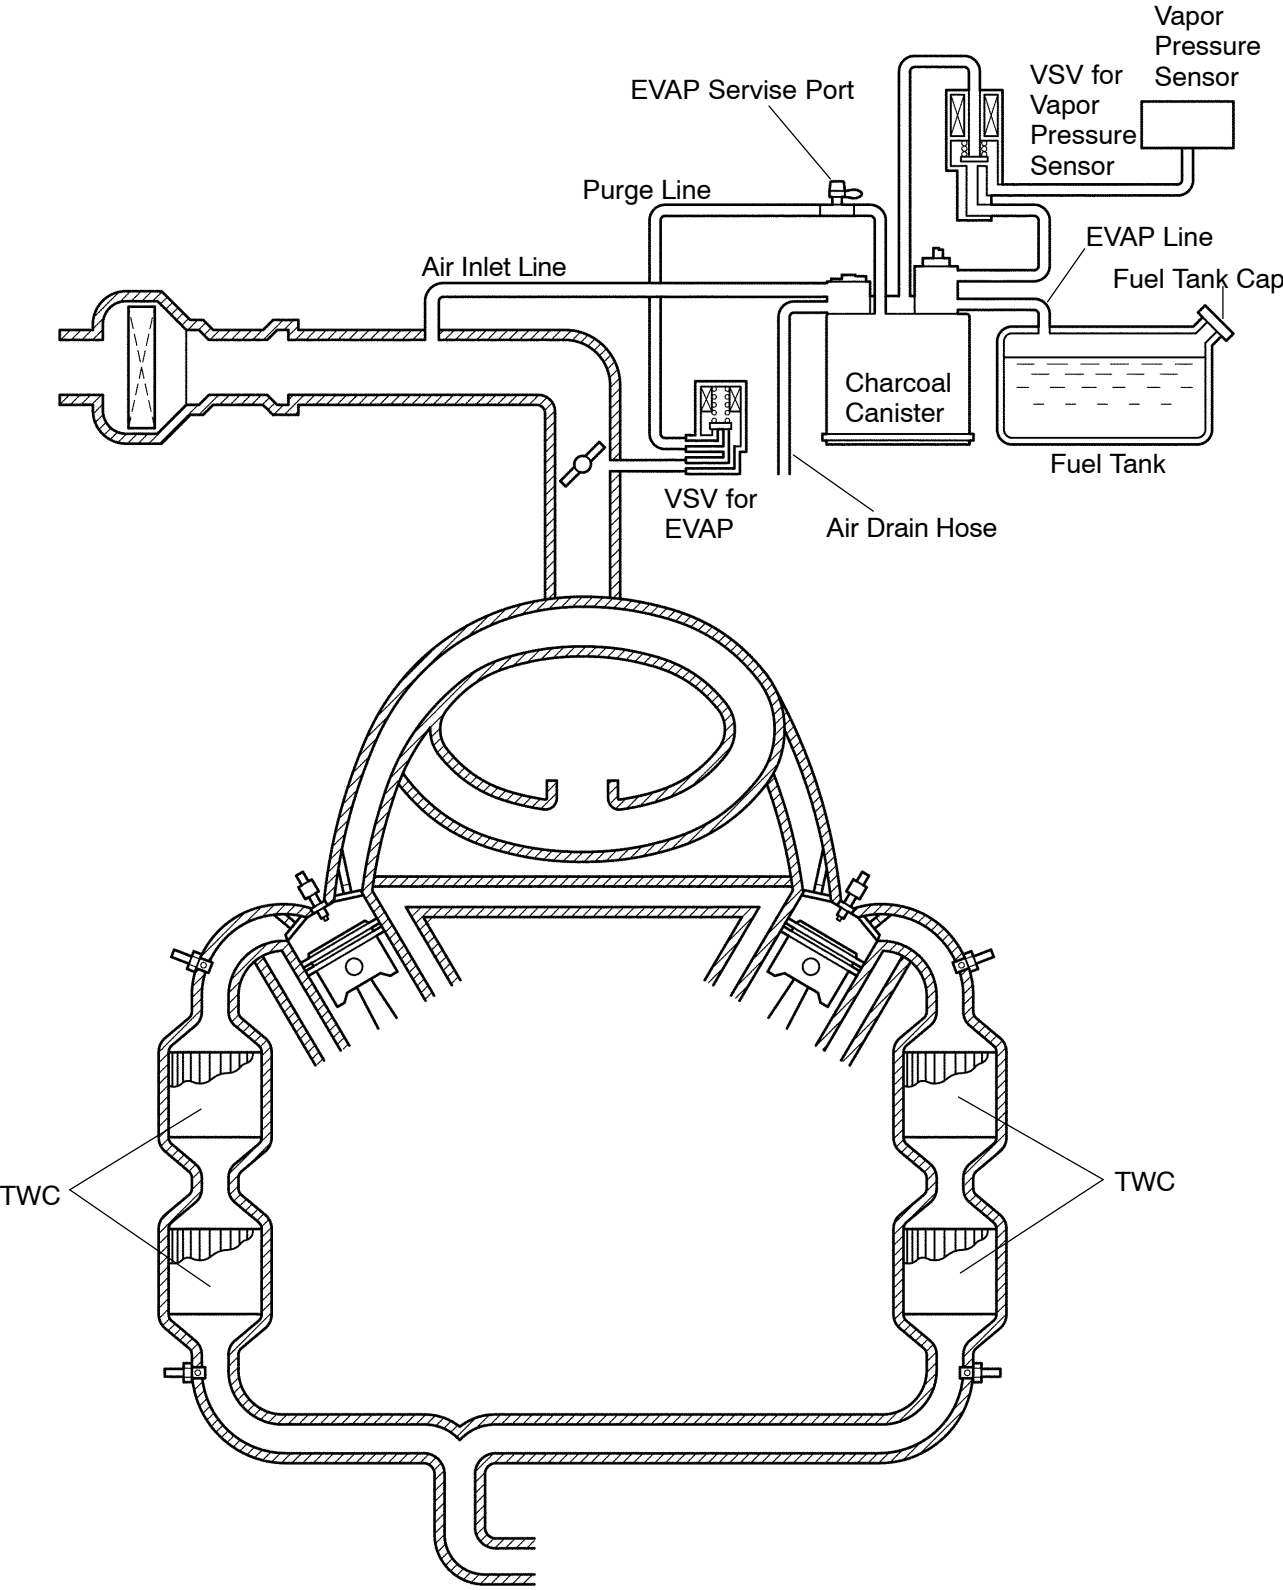 Vapor
Pressure
Sensor
VSV for
Vapor
Pressure
Sensor
EVAP Servise Port
Purge Line
EVAP Line
Air Inlet Line
Fuel Tank Cap
Charcoal
Canister
Fuel Tank
VSV for
EVAP
Air Drain Hose
TWC
TWC